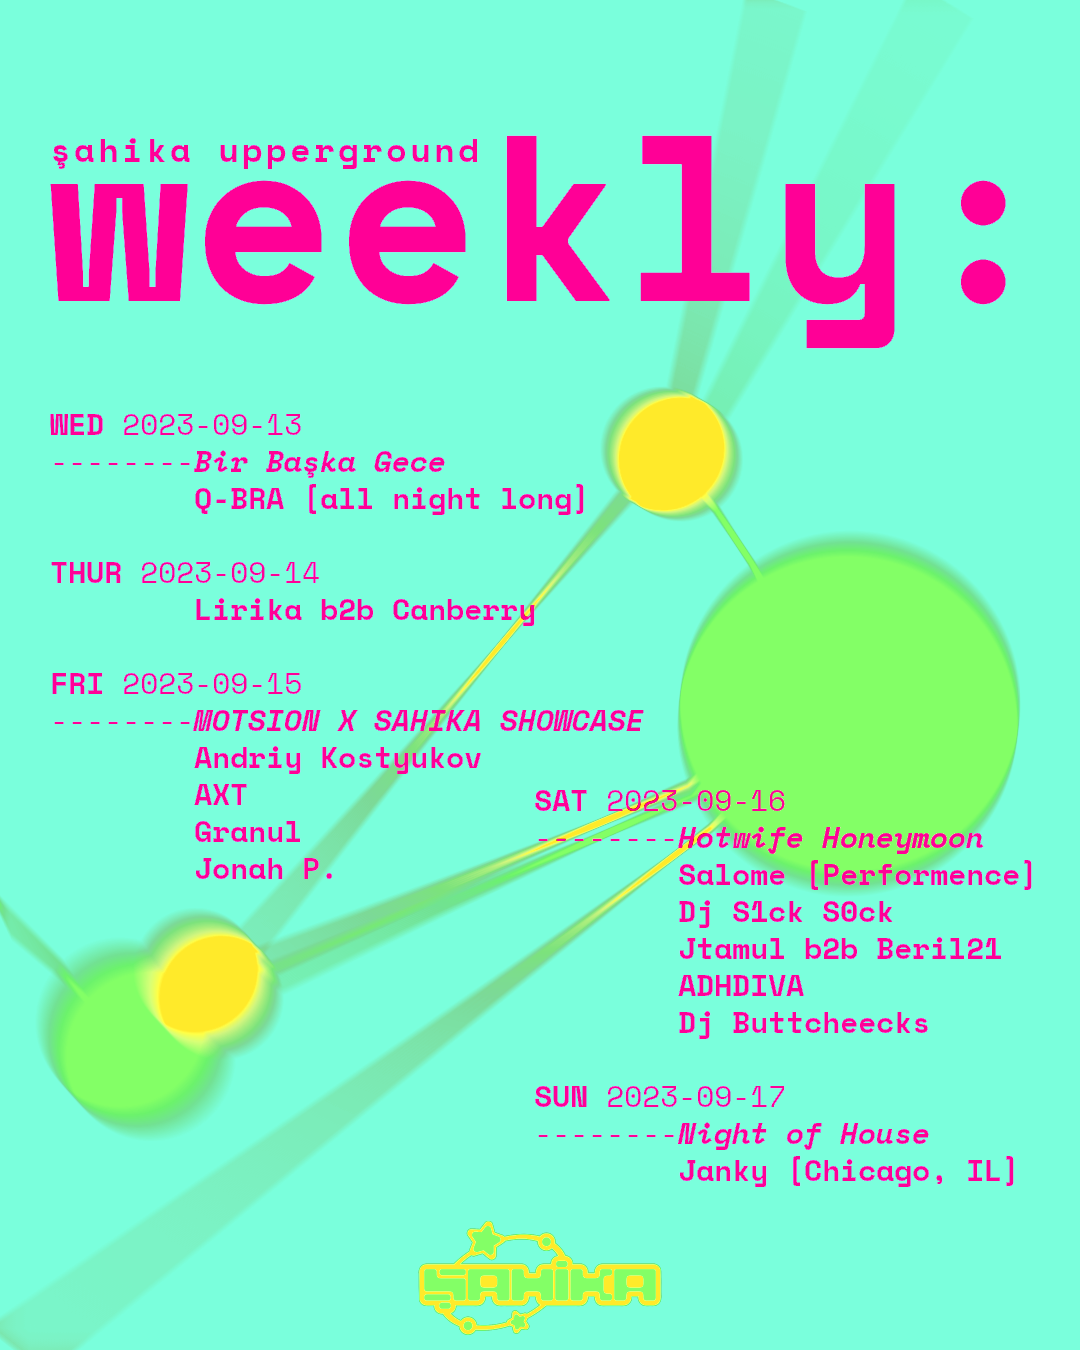 şahika upperground
weekly:
WED 2023-09-13
--------Bir Başka Gece
Q-BRA [all night long]
THUR 2023-09-14
Lirika b2b Canberry
FRI 2023-09-15
--------MOTSION X SAHIKA SHOWCASE
Andriy Kostyukov
AXT
Granul
Jonah P.
SAT 2023-09-16
--------Hotwife Honeymoon
Salome [Performence]
Dj S1ck S0ck
Jtamul b2b Beril21
ADHDIVA
Dj Buttcheecks
SUN 2023-09-17
--------Night of House
Janky [Chicago, IL]
ŞAHİKA